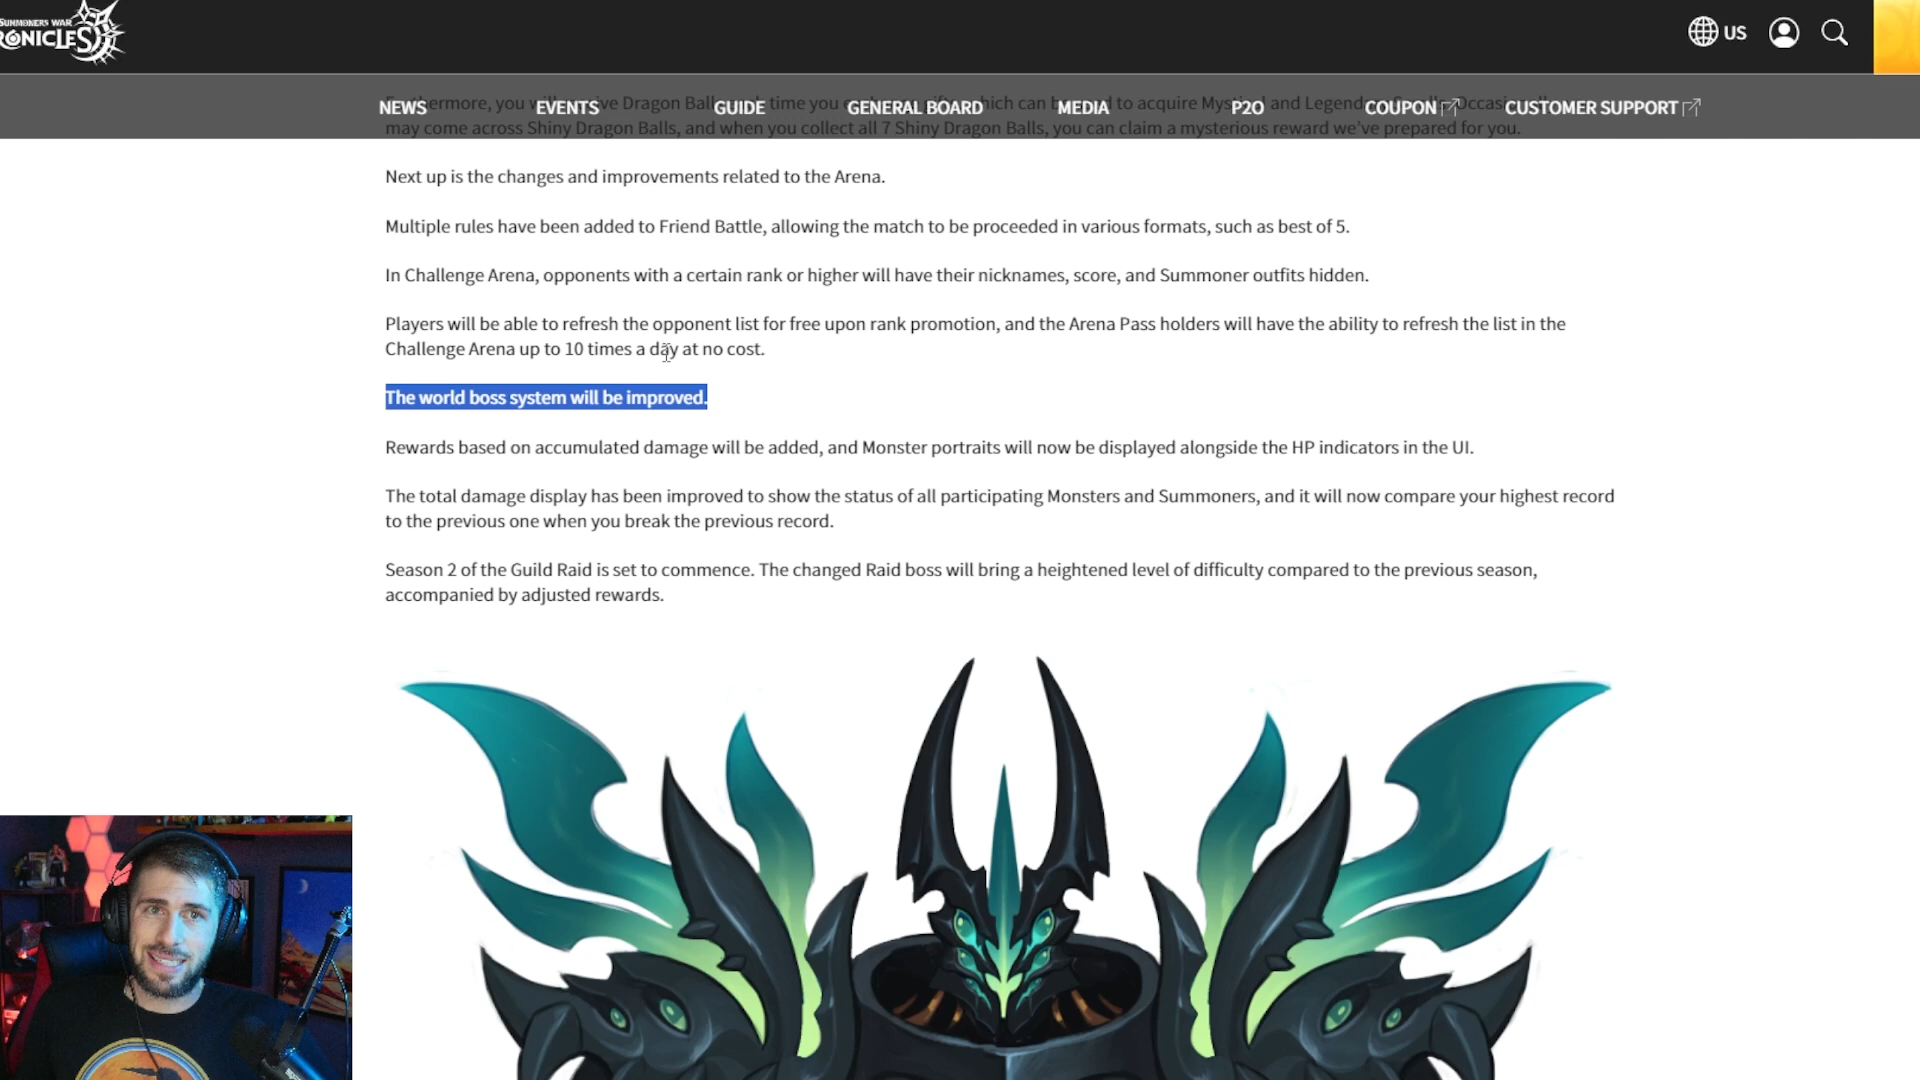 SUMMONERS WAR
US
NEWS EVENTS GUIDE GENERAL BOARD MEDIA P2O COUPON CUSTOMER SUPPORT
may come across Shiny Dragon Balls, and when you collect all 7 Shiny Dragon Balls, you can claim a mysterious reward we've prepared for you.
Next up is the changes and improvements related to the Arena.
Multiple rules have been added to Friend Battle, allowing the match to be proceeded in various formats, such as best of 5.
In Challenge Arena, opponents with a certain rank or higher will have their nicknames, score, and Summoner outfits hidden.
Players will be able to refresh the opponent list for free upon rank promotion, and the Arena Pass holders will have the ability to refresh the list in the
Challenge Arena up to 10 times a day at no cost.
The world boss system will be improved.
Rewards based on accumulated damage will be added, and Monster portraits will now be displayed alongside the HP indicators in the UI.
The total damage display has been improved to show the status of all participating Monsters and Summoners, and it will now compare your highest record
to the previous one when you break the previous record.
Season 2 of the Guild Raid is set to commence. The changed Raid boss will bring a heightened level of difficulty compared to the previous season,
accompanied by adjusted rewards.